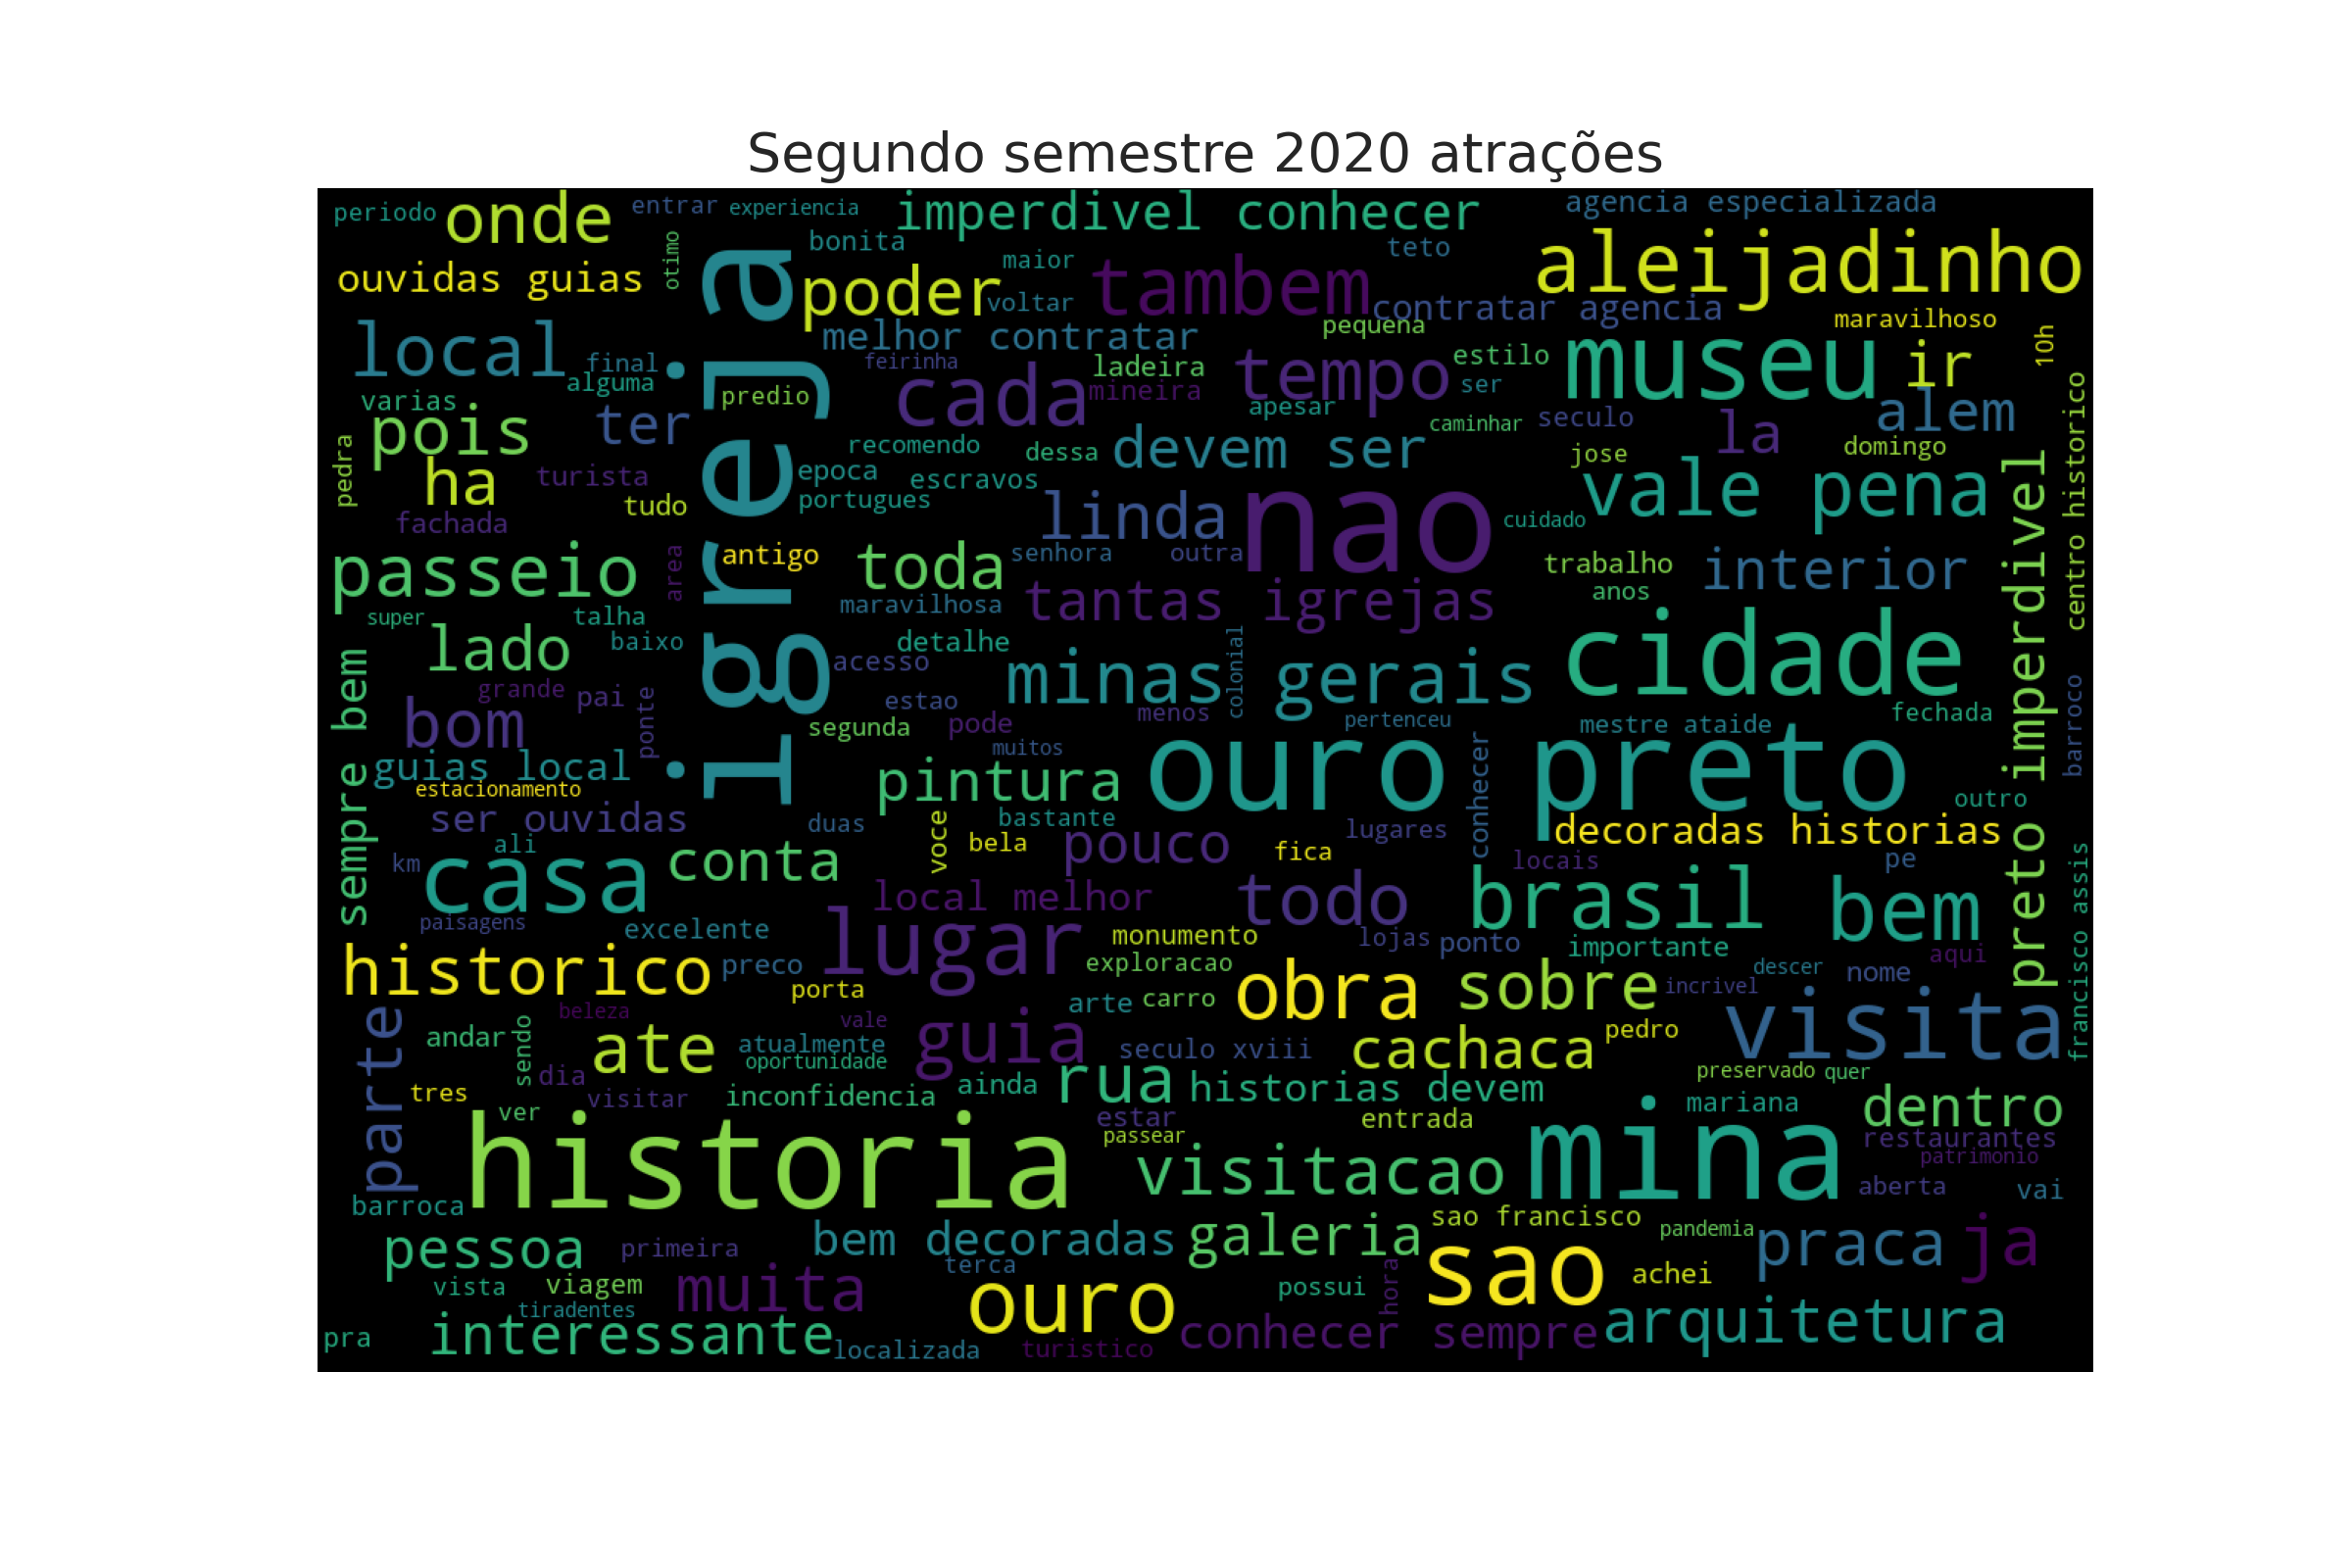 Segundo semestre 2020 atrações
periodo
onde
entrar
experiencia
imperdivel conhecer
agencia especializada
ouvidas guias
otimo
igreja
bonita
poder
maior
voltar
tambem
teto
contratar agencia
aleijadinho
maravilhoso
10h
local
final
alguma
melhor contratar
feirinha
cada
ladeira
mineira
pequena
tempo
estilo
ser
museu
ir
centro historico
varias
pois
ter
predio
apesar
caminhar
seculo
la
alem
pedra
ha
turista
tudo
recomendo
epoca
escravos
portugues
dessa
devem ser
jose
domingo
vale pena
preto imperdivel
fachada
linda
nao
cuidado
passeio
area
antigo
toda
senhora
outra
trabalho
interior
anos
super
talha
baixo
maravilhosa
tantas igrejas
lado
detalhe
acesso
cidade
sempre bem
grande
pai
ponte
estao
minas gerais
colonial
bom
segunda
pode
menos
pertenceu
mestre ataide
fechada
barroco
guias local
muitos
ouro preto
conhecer
estacionamento
pintura
outro
ser ouvidas
duas
voce
bastante
bela
pouco
lugares
fica
decoradas historias
ali
km
casa
conta
locais
pe
francisco assis
local melhor
todo
brasil
bem
paisagens
excelente
lugar
monumento
lojas
ponto
importante
aqui
historico
preco
exploracao
descer
nome
porta
obra
sobre
incrivel
parte
beleza
vale
arte
carro
visita
andar
sendo
ate
atualmente
oportunidade
guia
seculo xviii
cachaca
pedro
dia
tres
visitar
inconfidencia
ainda
rua
historias devem
preservado
quer
mariana
dentro
ver
historia
estar
passear
entrada
mina
restaurantes
patrimonio
visitacao
aberta
vai
barroca
pessoa
primeira
bem decoradas
galeria
sao francisco
pandemia
praca
ja
terca
vista
viagem
muita
ouro
possui
hora
sao
achei
tiradentes
pra
interessante
localizada
turistico
conhecer sempre
arquitetura